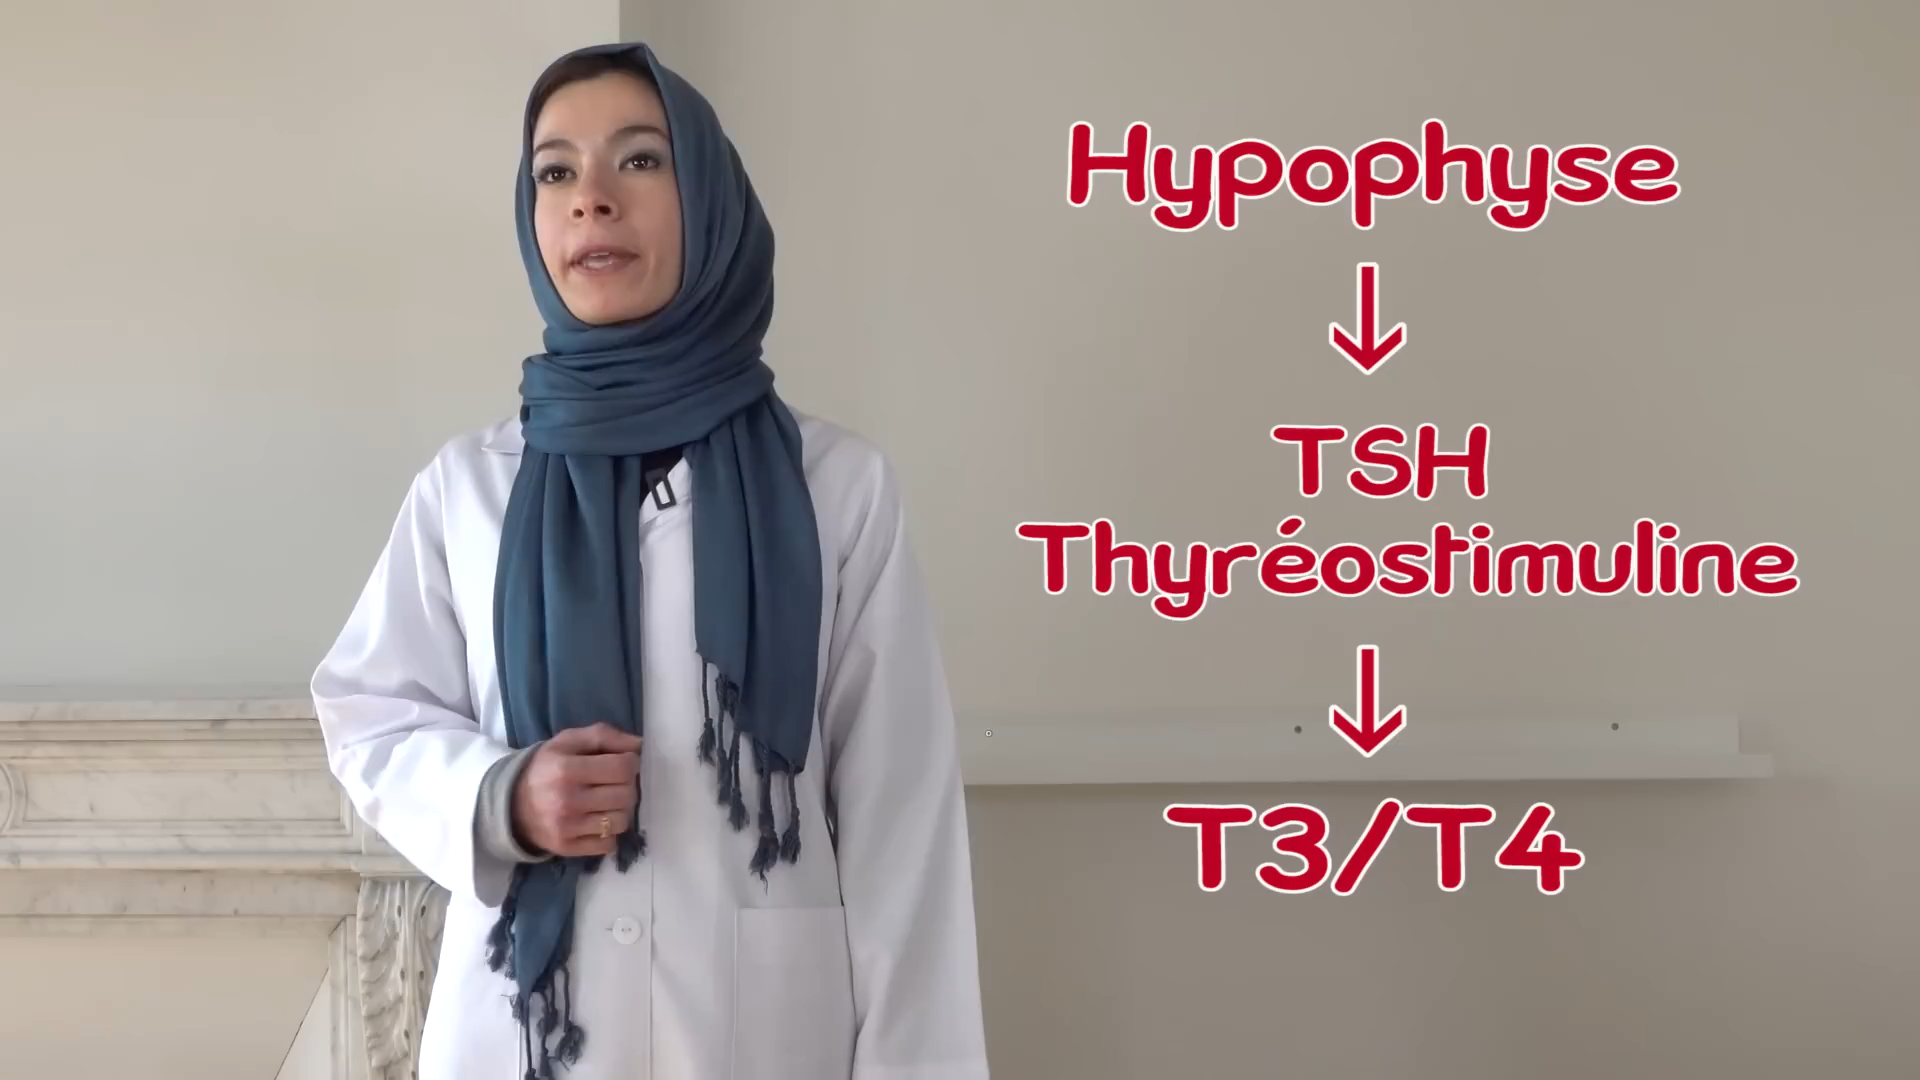 Hypophyse
↓
TSH
Thyréostimuline
↓
T3/T4